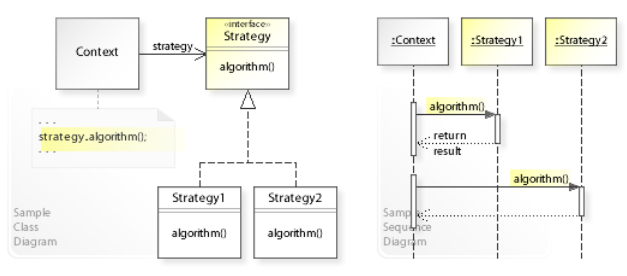 «interface»
Strategy
algorithm()
Context
strategy
. . .
strategy.algorithm();
. . .
Strategy1
algorithm()
Strategy2
algorithm()
Sample
Class
Diagram
:Context
:Strategy1
:Strategy2
algorithm()
return
result
algorithm()
Sample
Sequence
Diagram